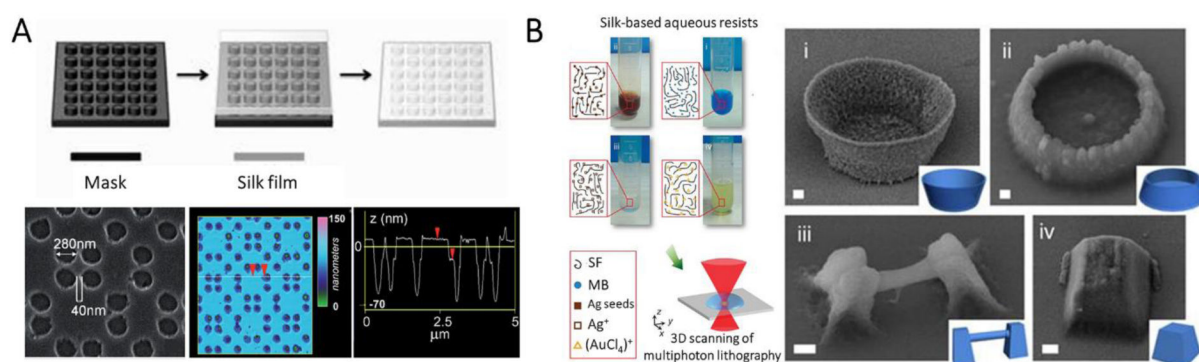 A
Mask
Silk film
280nm
40nm
150
nanometers
0
z (nm)
0
-70
0
2.5
5
μm
B
Silk-based aqueous resists
ii
i
iii
iv
SF
MB
Ag seeds
Ag⁺
(AuCl₄)⁺
z
y
x
3D scanning of
multiphoton lithography
i
ii
iii
iv